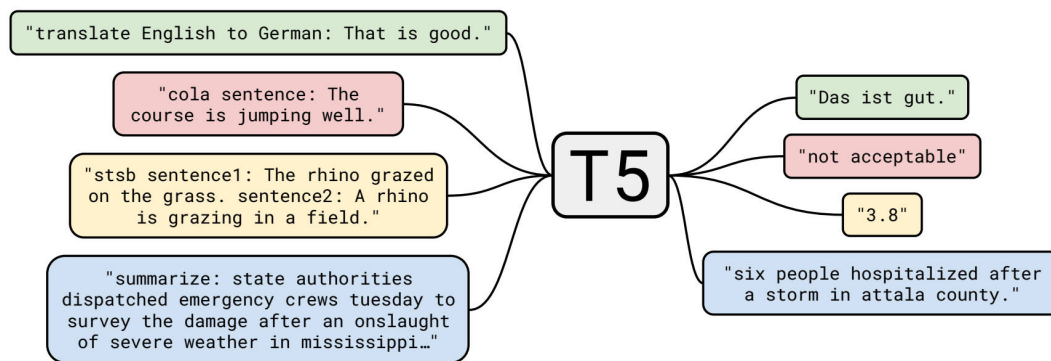 "translate English to German: That is good."
"cola sentence: The
course is jumping well."
"stsb sentence1: The rhino grazed
on the grass. sentence2: A rhino
is grazing in a field."
"summarize: state authorities
dispatched emergency crews tuesday to
survey the damage after an onslaught
of severe weather in mississippi…"
T5
"Das ist gut."
"not acceptable"
"3.8"
"six people hospitalized after
a storm in attala county."